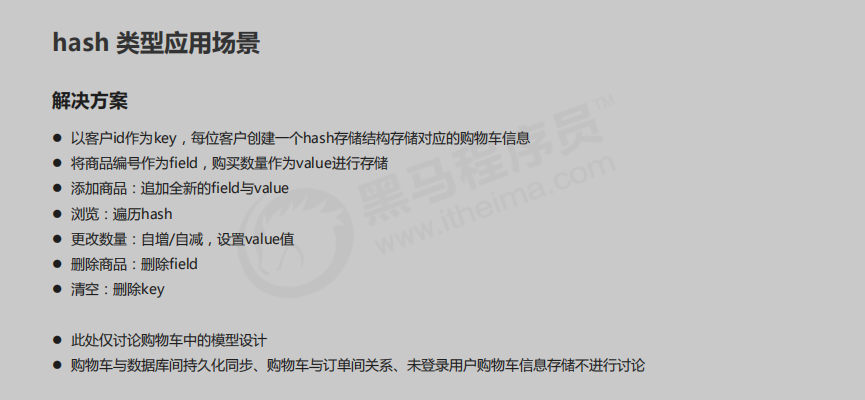 hash 类型应用场景
解决方案
● 以客户id作为key，每位客户创建一个hash存储结构存储对应的购物车信息
● 将商品编号作为field，购买数量作为value进行存储
● 添加商品：追加全新的field与value
● 浏览：遍历hash
● 更改数量：自增/自减，设置value值
● 删除商品：删除field
● 清空：删除key
● 此处仅讨论购物车中的模型设计
● 购物车与数据库间持久化同步、购物车与订单间关系、未登录用户购物车信息存储不进行讨论
黑马程序员™
www.itheima.com